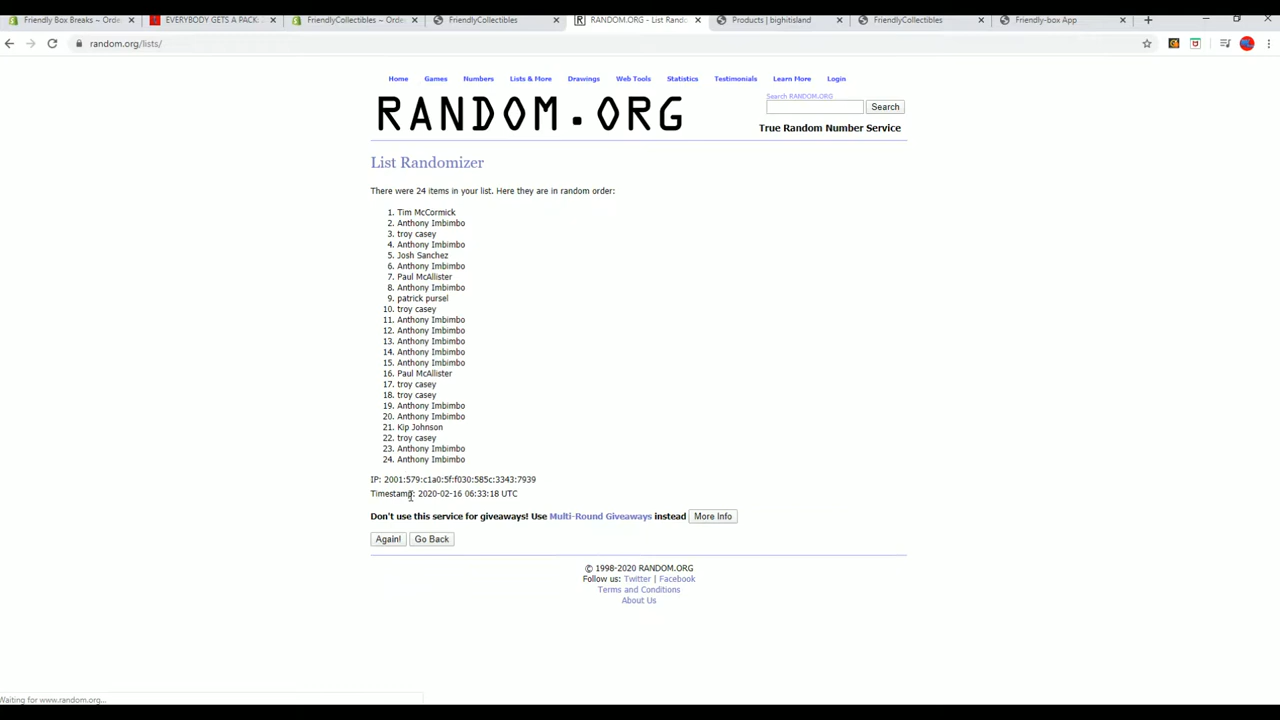 Friendly Box Breaks ~ Ord
EVERYBODY GETS A PACK:
FriendlyCollectibles ~ Orde
FriendlyCollectibles
RANDOM.ORG - List Rando
Products | bighitisland
FriendlyCollectibles
Friendly-box App
random.org/lists/
Home Games Numbers Lists & More Drawings Web Tools Statistics Testimonials Learn More Login
RANDOM.ORG
Search RANDOM.ORG
Search
True Random Number Service
List Randomizer
There were 24 items in your list. Here they are in random order:
1. Tim McCormick
2. Anthony Imbimbo
3. troy casey
4. Anthony Imbimbo
5. Josh Sanchez
6. Anthony Imbimbo
7. Paul McAllister
8. Anthony Imbimbo
9. patrick pursel
10. troy casey
11. Anthony Imbimbo
12. Anthony Imbimbo
13. Anthony Imbimbo
14. Anthony Imbimbo
15. Anthony Imbimbo
16. Paul McAllister
17. troy casey
18. troy casey
19. Anthony Imbimbo
20. Anthony Imbimbo
21. Kip Johnson
22. troy casey
23. Anthony Imbimbo
24. Anthony Imbimbo
IP: 2001:579:c1a0:5f:f030:585c:3343:7939
Timestamp: 2020-02-16 06:33:18 UTC
Don't use this service for giveaways! Use Multi-Round Giveaways instead More Info
Again! Go Back
© 1998-2020 RANDOM.ORG
Follow us: Twitter | Facebook
Terms and Conditions
About Us
Waiting for www.random.org...